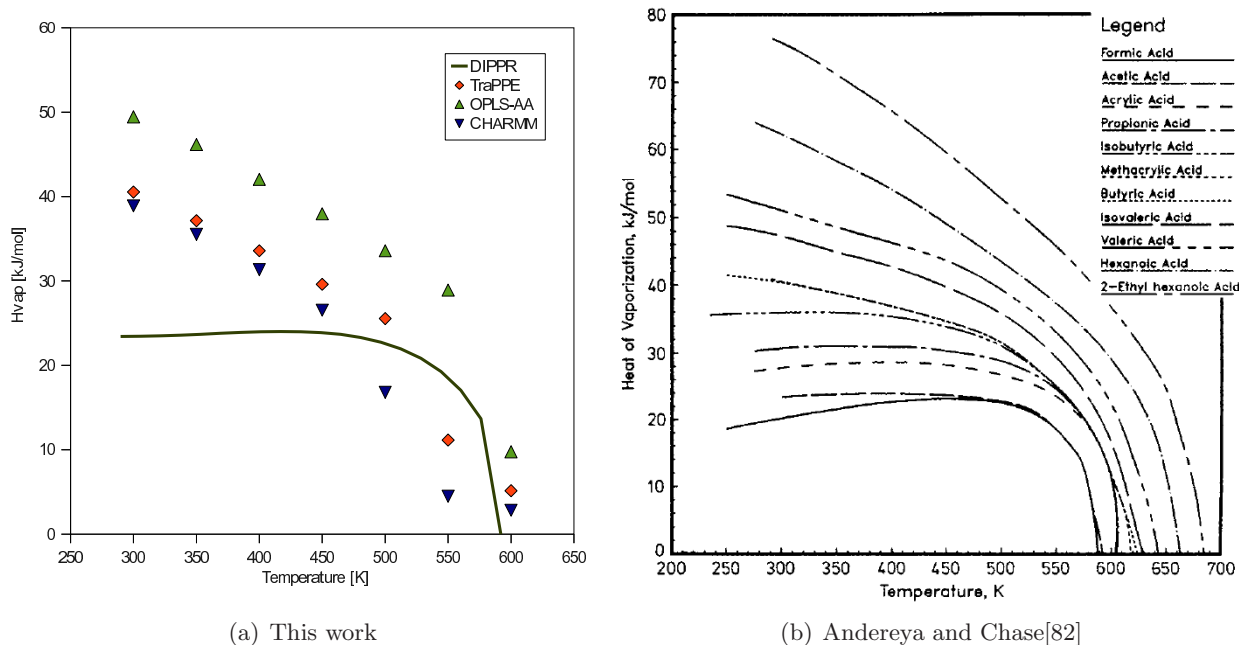 60
50
40
30
20
10
0
Hvap [kJ/mol]
DIPPR
TraPPE
OPLS-AA
CHARMM
250 300 350 400 450 500 550 600 650
Temperature [K]
(a) This work
80
70
60
50
40
30
20
10
0
Heat of Vaporization, kJ/mol
Legend
Formic Acid
Acetic Acid
Acrylic Acid
Propionic Acid
Isobutyric Acid
Methacrylic Acid
Butyric Acid
Isovaleric Acid
Valeric Acid
Hexanoic Acid
2-Ethyl hexanoic Acid
200 250 300 350 400 450 500 550 600 650 700
Temperature, K
(b) Andereya and Chase[82]